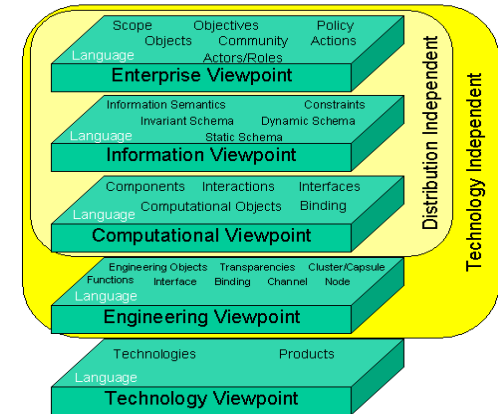 Scope Objectives Policy
Objects Community Actions
Language Actors/Roles
Enterprise Viewpoint
Information Semantics Constraints
Invariant Schema Dynamic Schema
Language Static Schema
Information Viewpoint
Components Interactions Interfaces
Computational Objects Binding
Language
Computational Viewpoint
Engineering Objects Transparencies Cluster/Capsule
Functions Interface Binding Channel Node
Language
Engineering Viewpoint
Technologies Products
Language
Technology Viewpoint
Distribution Independent
Technology Independent